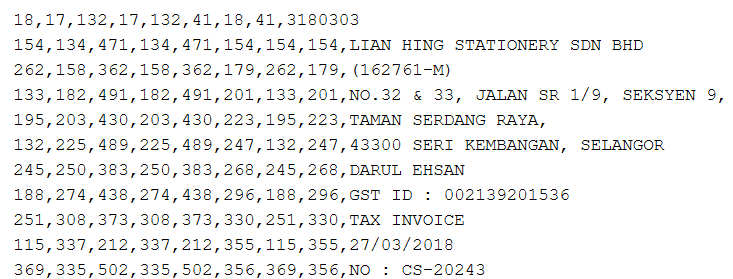 18,17,132,17,132,41,18,41,3180303
154,134,471,134,471,154,154,154,LIAN HING STATIONERY SDN BHD
262,158,362,158,362,179,262,179,(162761-M)
133,182,491,182,491,201,133,201,NO.32 & 33, JALAN SR 1/9, SEKSYEN 9,
195,203,430,203,430,223,195,223,TAMAN SERDANG RAYA,
132,225,489,225,489,247,132,247,43300 SERI KEMBANGAN, SELANGOR
245,250,383,250,383,268,245,268,DARUL EHSAN
188,274,438,274,438,296,188,296,GST ID : 002139201536
251,308,373,308,373,330,251,330,TAX INVOICE
115,337,212,337,212,355,115,355,27/03/2018
369,335,502,335,502,356,369,356,NO : CS-20243